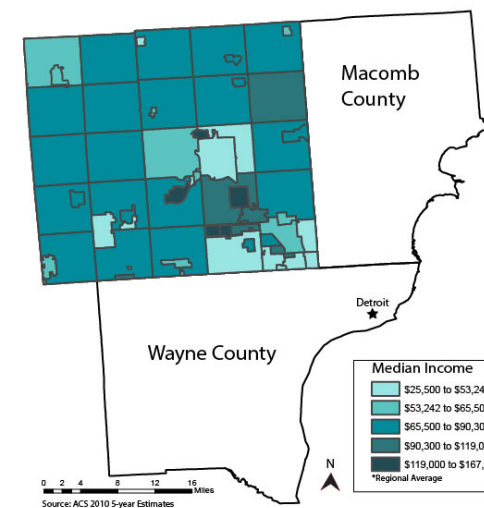 Macomb
County
Detroit
Wayne County
Median Income
$25,500 to $53,24
$53,242 to $65,50
$65,500 to $90,30
$90,300 to $119,0
$119,000 to $167,
*Regional Average
N
0 2 4 8 12 16
Miles
Source: ACS 2010 5-year Estimates